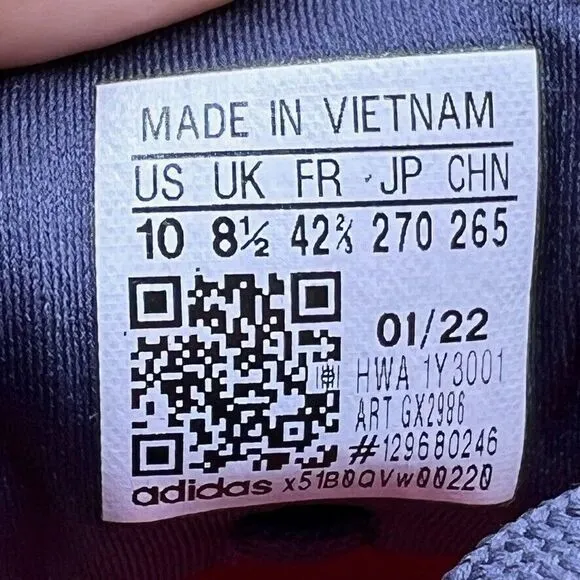 MADE IN VIETNAM
US UK FR JP CHN
10 8½ 42⅔ 270 265
01/22
HWA 1Y3001
ART GX2986
#129680246
adidas x51B0QVw00220